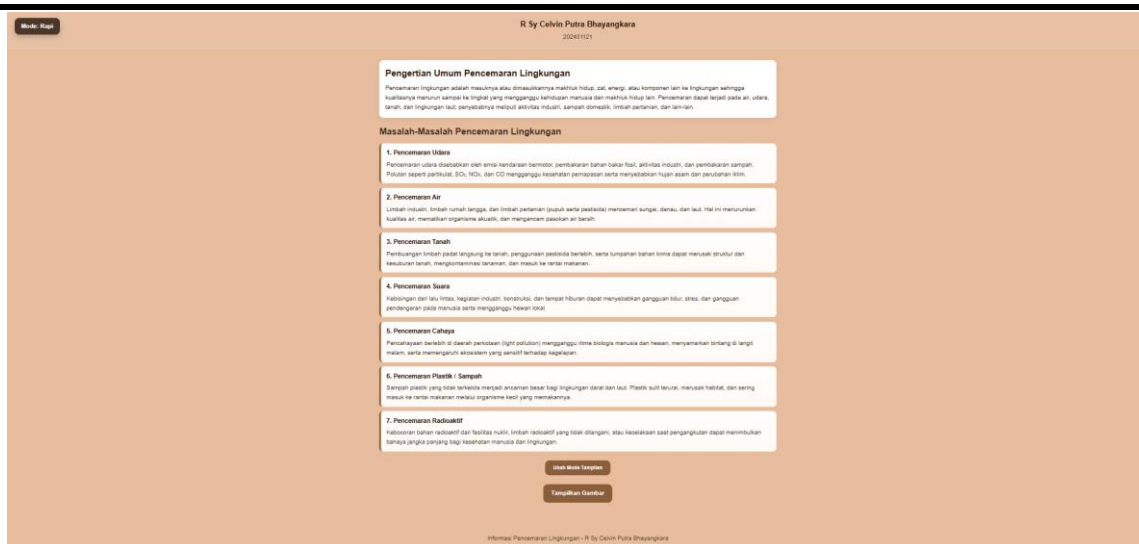 Mode: Rapi
R Sy Celvin Putra Bhayangkara
202431121
Pengertian Umum Pencemaran Lingkungan
Pencemaran lingkungan adalah masuknya atau dimasukkannya makhluk hidup, zat, energi, atau komponen lain ke lingkungan sehingga
kualitasnya menurun sampai ke tingkat yang mengganggu kehidupan manusia dan makhluk hidup lain. Pencemaran dapat terjadi pada air, udara,
tanah, dan lingkungan laut; penyebabnya meliputi aktivitas industri, sampah domestik, limbah pertanian, dan lain-lain.
Masalah-Masalah Pencemaran Lingkungan
1. Pencemaran Udara
Pencemaran udara disebabkan oleh emisi kendaraan bermotor, pembakaran bahan bakar fosil, aktivitas industri, dan pembakaran sampah.
Polutan seperti partikulat, SO₂, NOₓ, dan CO mengganggu kesehatan pernapasan serta menyebabkan hujan asam dan perubahan iklim.
2. Pencemaran Air
Limbah industri, limbah rumah tangga, dan limbah pertanian (pupuk serta pestisida) mencemari sungai, danau, dan laut. Hal ini menurunkan
kualitas air, mematikan organisme akuatik, dan mengancam pasokan air bersih.
3. Pencemaran Tanah
Pembuangan limbah padat langsung ke tanah, penggunaan pestisida berlebih, serta tumpahan bahan kimia dapat merusak struktur dan
kesuburan tanah, mengkontaminasi tanaman, dan masuk ke rantai makanan.
4. Pencemaran Suara
Kebisingan dari lalu lintas, kegiatan industri, konstruksi, dan tempat hiburan dapat menyebabkan gangguan tidur, stres, dan gangguan
pendengaran pada manusia serta mengganggu hewan lokal.
5. Pencemaran Cahaya
Pencahayaan berlebih di daerah perkotaan (light pollution) mengganggu ritme biologis manusia dan hewan, menyamarkan bintang di langit
malam, serta memengaruhi ekosistem yang sensitif terhadap kegelapan.
6. Pencemaran Plastik / Sampah
Sampah plastik yang tidak terkelola menjadi ancaman besar bagi lingkungan darat dan laut. Plastik sulit terurai, merusak habitat, dan sering
masuk ke rantai makanan melalui organisme kecil yang memakannya.
7. Pencemaran Radioaktif
Kebocoran bahan radioaktif dari fasilitas nuklir, limbah radioaktif yang tidak ditangani, atau kecelakaan saat pengangkutan dapat menimbulkan
bahaya jangka panjang bagi kesehatan manusia dan lingkungan.
Ubah Mode Tampilan
Tampilkan Gambar
Informasi Pencemaran Lingkungan - R Sy Celvin Putra Bhayangkara